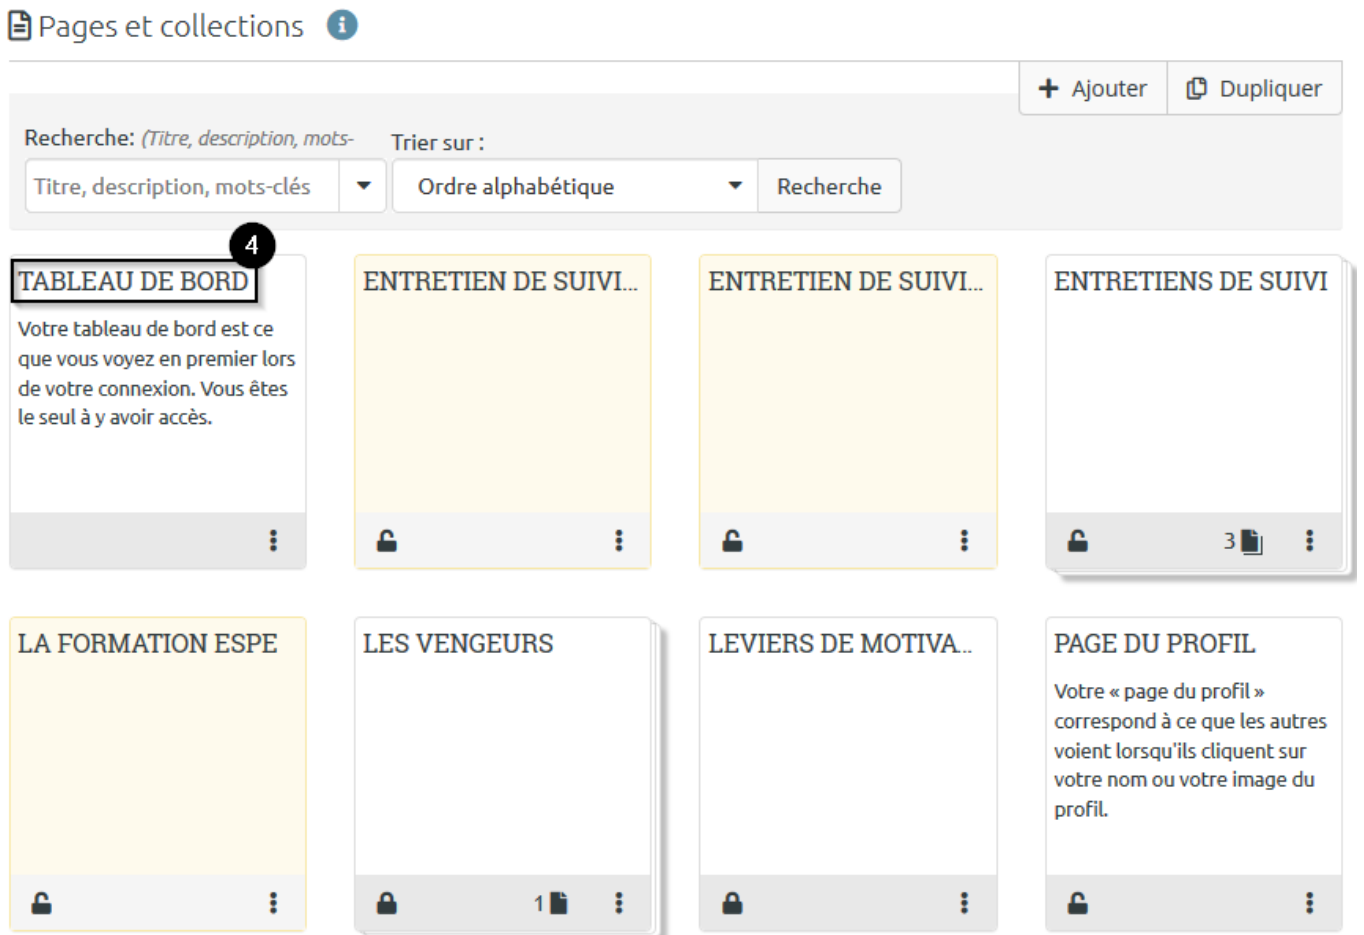 Pages et collections
Ajouter
Dupliquer
Recherche: (Titre, description, mots-
Trier sur :
Titre, description, mots-clés
Ordre alphabétique
Recherche
4
TABLEAU DE BORD
Votre tableau de bord est ce
que vous voyez en premier lors
de votre connexion. Vous êtes
le seul à y avoir accès.
ENTRETIEN DE SUIVI...
ENTRETIEN DE SUIVI...
ENTRETIENS DE SUIVI
3
LA FORMATION ESPE
LES VENGEURS
1
LEVIERS DE MOTIVA...
PAGE DU PROFIL
Votre « page du profil »
correspond à ce que les autres
voient lorsqu'ils cliquent sur
votre nom ou votre image du
profil.